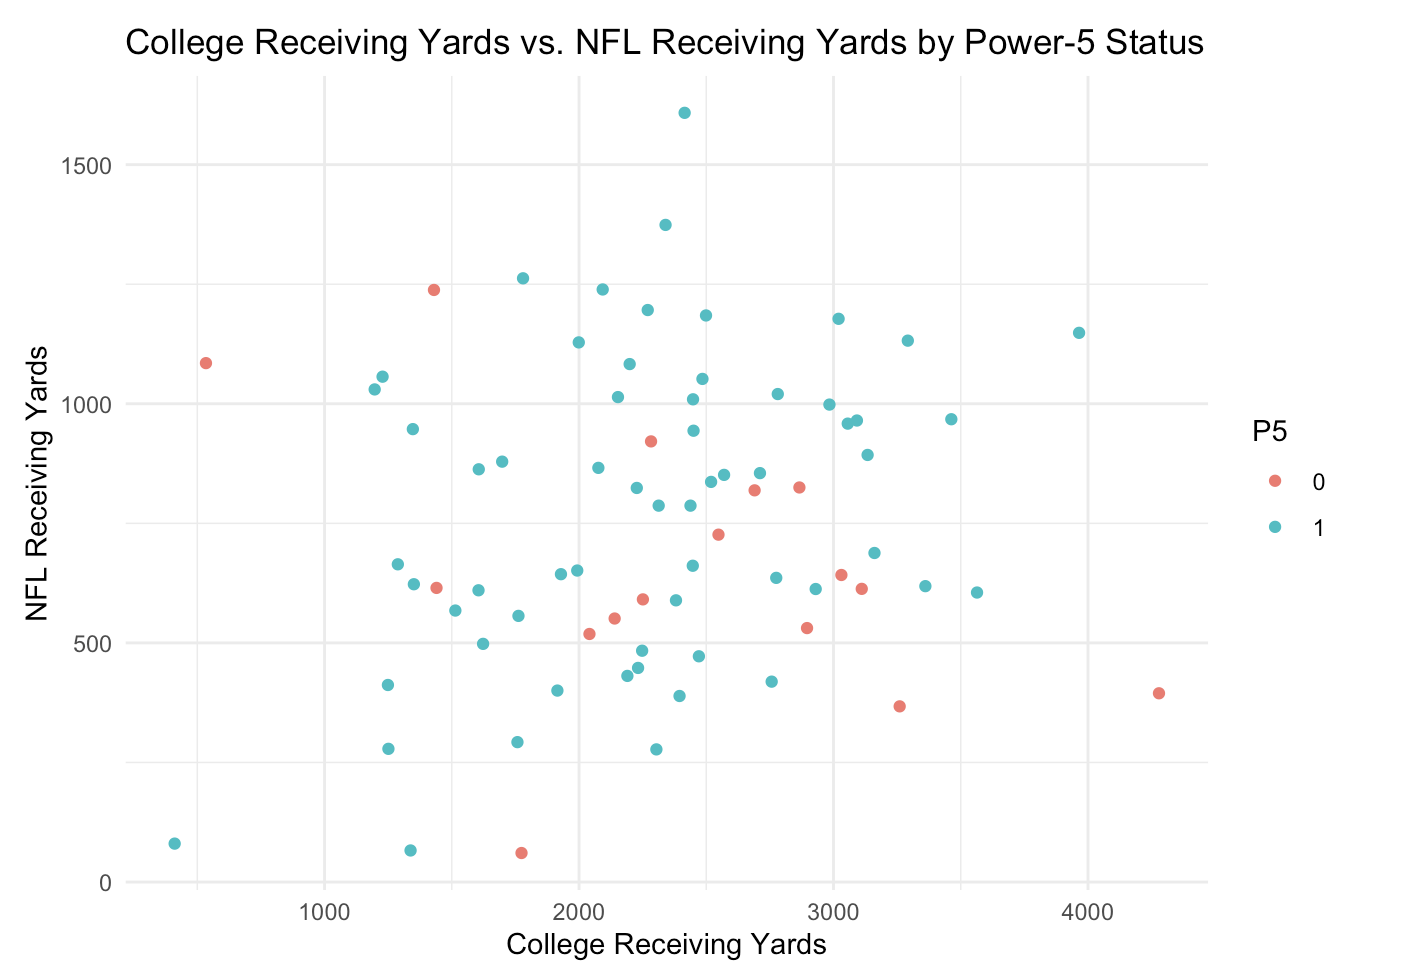 College Receiving Yards vs. NFL Receiving Yards by Power-5 Status
NFL Receiving Yards
1500
1000
500
0
1000 2000 3000 4000
College Receiving Yards
P5
0
1